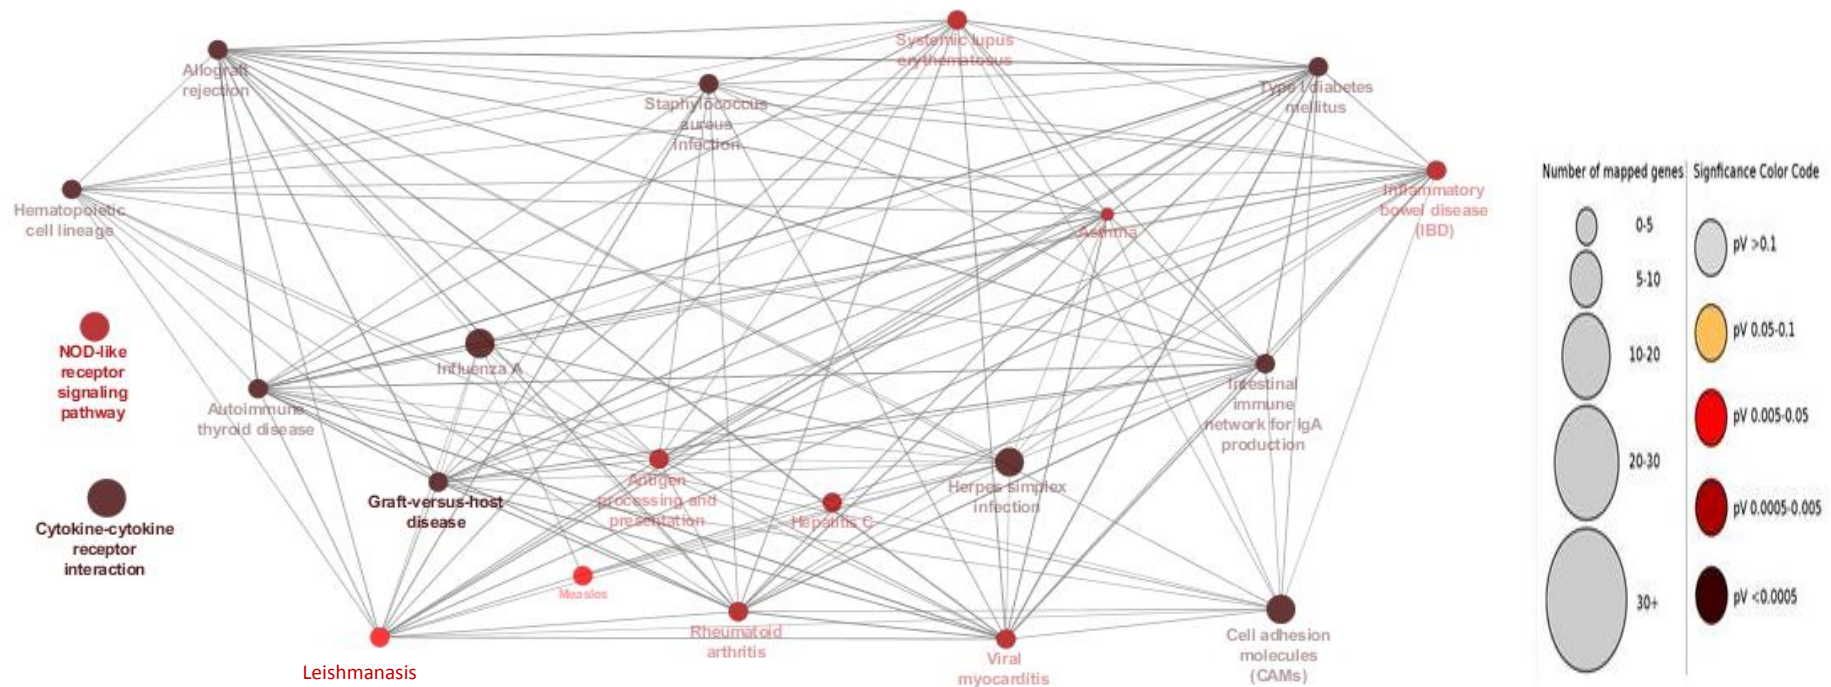 Systemic lupus
erythematosus
Allograft
rejection
Type I diabetes
mellitus
Staphylococcus
aureus
infection
Inflammatory
bowel disease
(IBD)
Hematopoietic
cell lineage
Asthma
NOD-like
receptor
signaling
pathway
Influenza A
Autoimmune
thyroid disease
Intestinal
immune
network for IgA
production
Graft-versus-host
disease
Antigen
processing and
presentation
Herpes simplex
infection
Hepatitis C
Cytokine-cytokine
receptor
interaction
Measles
Rheumatoid
arthritis
Viral
myocarditis
Cell adhesion
molecules
(CAMs)
Leishmanasis
Number of mapped genes
0-5
5-10
10-20
20-30
30+
Signficance Color Code
pV >0.1
pV 0.05-0.1
pV 0.005-0.05
pV 0.0005-0.005
pV <0.0005